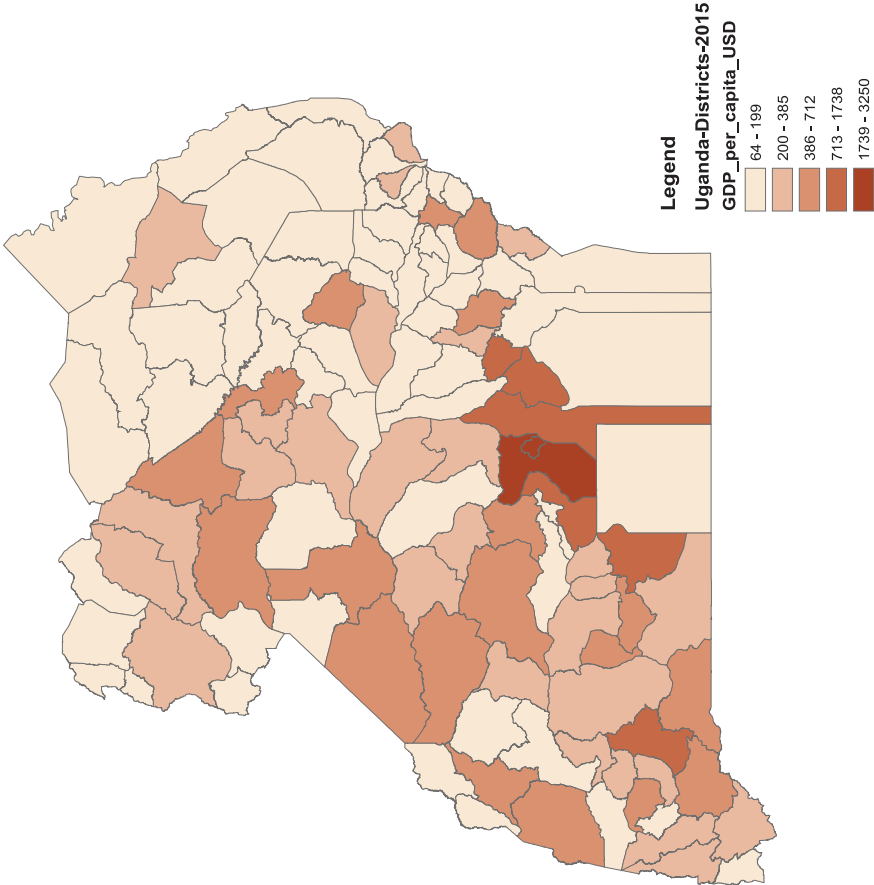 Legend
Uganda-Districts-2015
GDP_per_capita_USD
64 - 199
200 - 385
386 - 712
713 - 1738
1739 - 3250